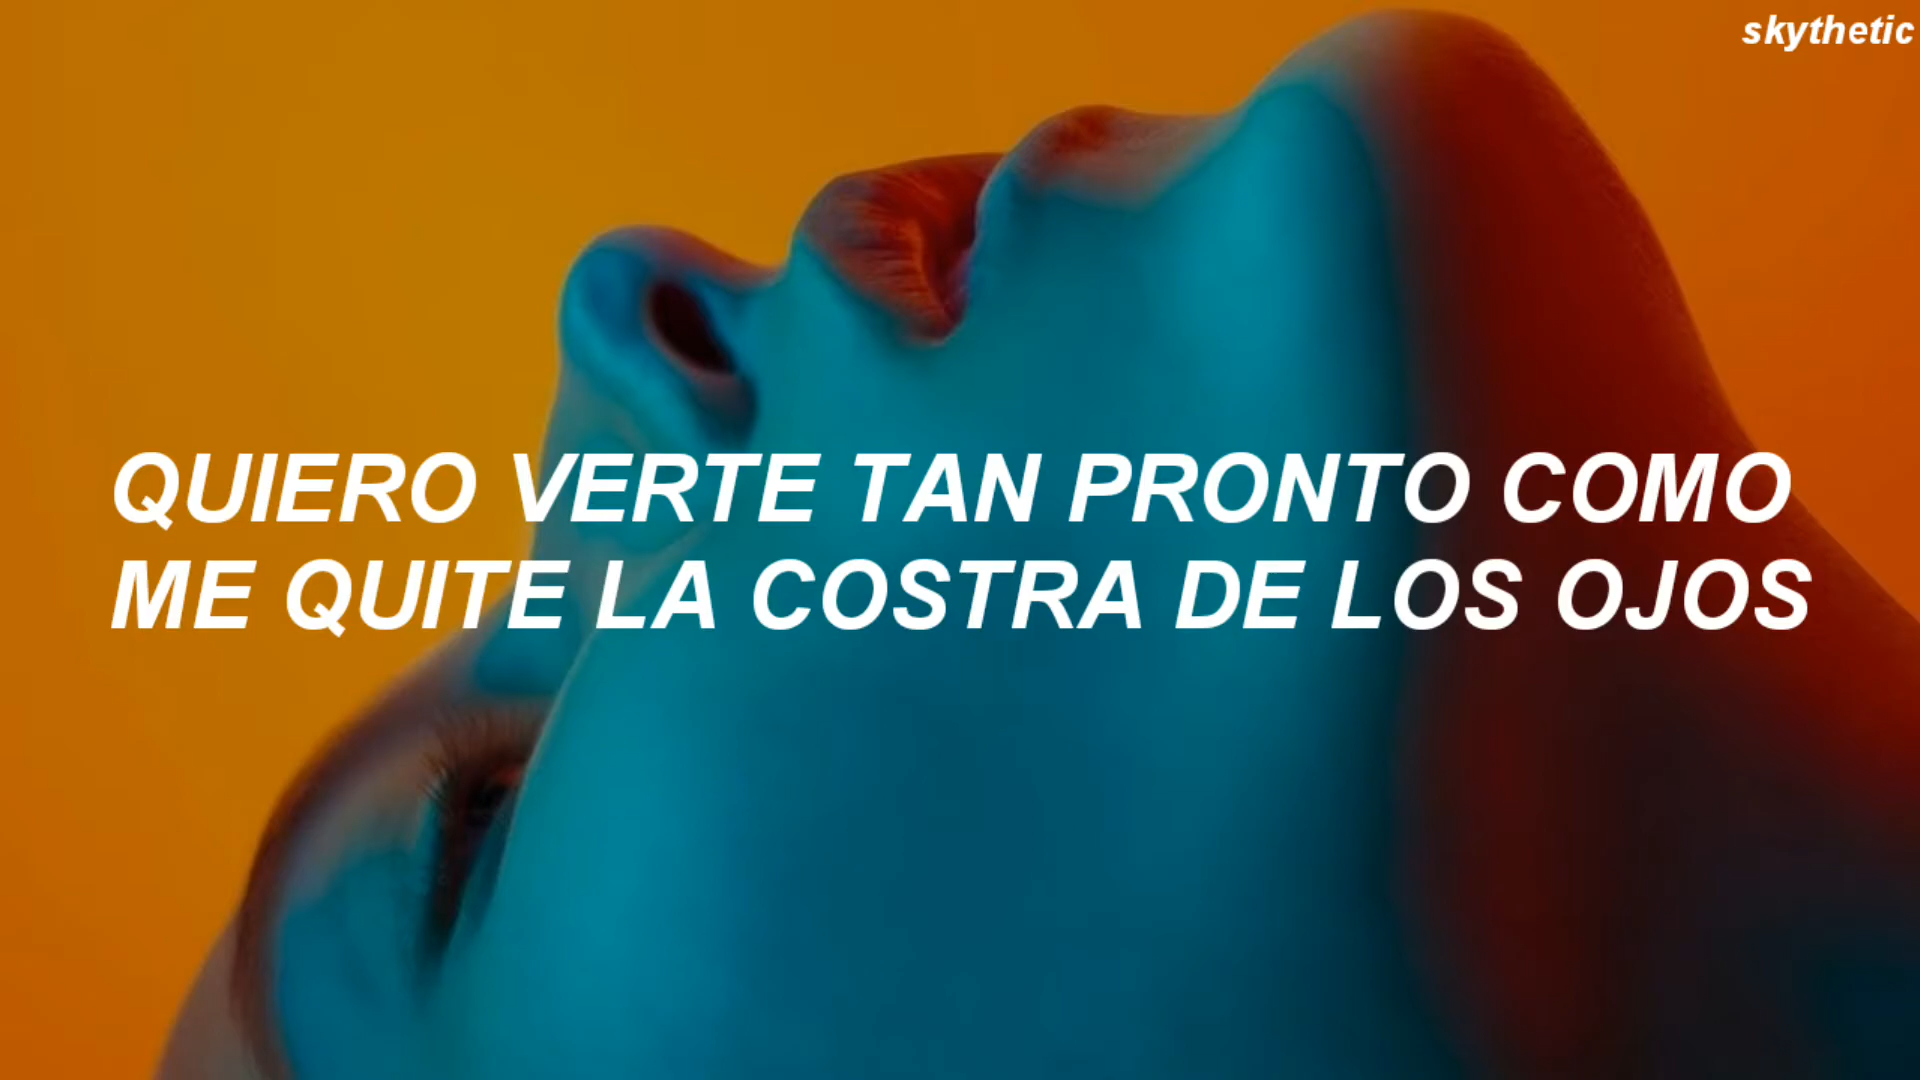 skythetic
QUIERO VERTE TAN PRONTO COMO
ME QUITE LA COSTRA DE LOS OJOS